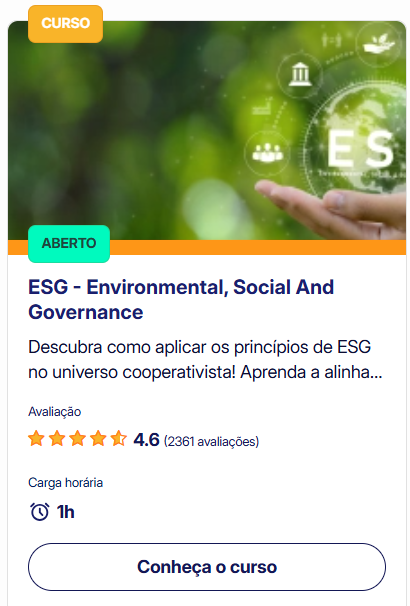 CURSO
E S
ABERTO
ESG - Environmental, Social And
Governance
Descubra como aplicar os princípios de ESG
no universo cooperativista! Aprenda a alinha...
Avaliação
4.6 (2361 avaliações)
Carga horária
1h
Conheça o curso